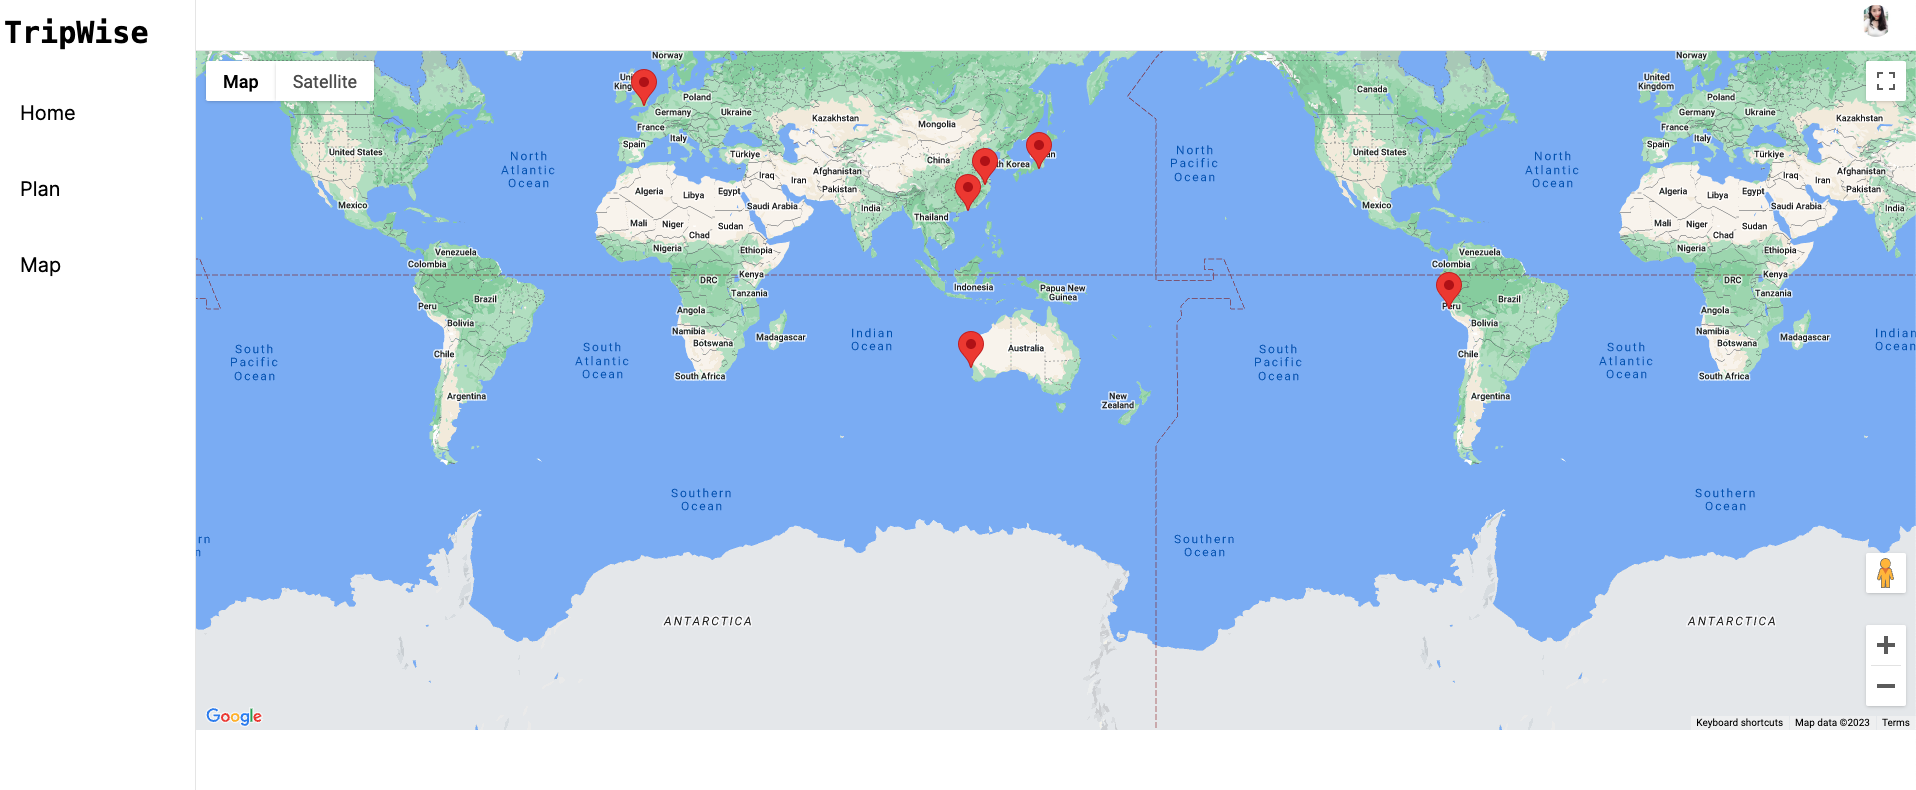 TripWise
Home
Plan
Map
Map
Satellite
Norway
Poland
Germany
Ukraine
France
Italy
Spain
Türkiye
Kazakhstan
Mongolia
China
Afghanistan
Iraq
Iran
Pakistan
India
Thailand
United States
Mexico
North
Atlantic
Ocean
Algeria
Libya
Egypt
Saudi Arabia
Mali
Niger
Chad
Sudan
Nigeria
Ethiopia
Venezuela
Colombia
DRC
Kenya
Tanzania
Indonesia
Papua New
Guinea
Brazil
Peru
Angola
Bolivia
Namibia
Botswana
Madagascar
Chile
South Africa
Argentina
Indian
Ocean
Australia
New
Zealand
South
Pacific
Ocean
South
Atlantic
Ocean
Southern
Ocean
North
Pacific
Ocean
South
Pacific
Ocean
Southern
Ocean
Canada
United States
Mexico
North
Atlantic
Ocean
Norway
United
Kingdom
Poland
Germany
Ukraine
France
Italy
Spain
Türkiye
Kazakhstan
Iraq
Iran
Afghanistan
Pakistan
India
Algeria
Libya
Egypt
Saudi Arabia
Mali
Niger
Chad
Sudan
Nigeria
Ethiopia
Venezuela
Colombia
DRC
Kenya
Tanzania
Brazil
Peru
Angola
Bolivia
Namibia
Botswana
Madagascar
Chile
South Africa
Argentina
South
Atlantic
Ocean
Indian
Ocean
Southern
Ocean
ANTARCTICA
ANTARCTICA
Google
Keyboard shortcuts
Map data ©2023
Terms